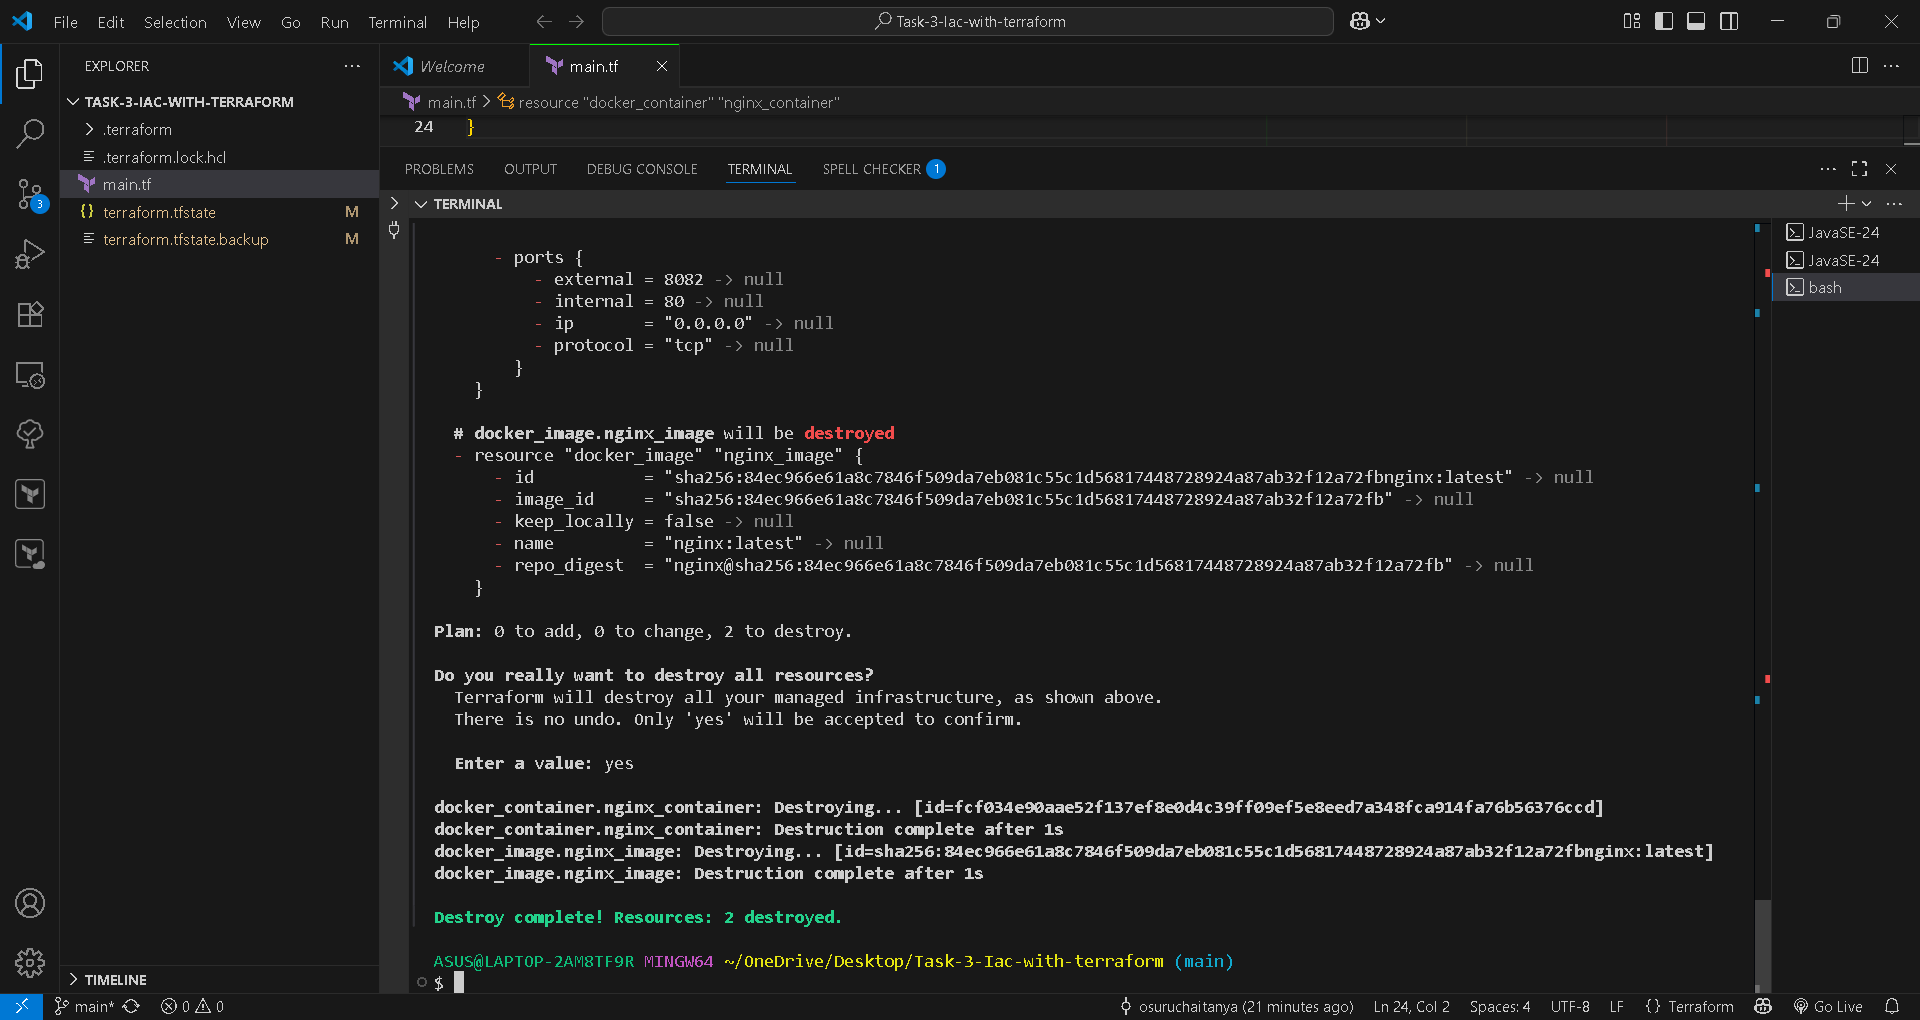 File Edit Selection View Go Run Terminal Help
Task-3-Iac-with-terraform
EXPLORER
TASK-3-IAC-WITH-TERRAFORM
.terraform
.terraform.lock.hcl
main.tf
terraform.tfstate M
terraform.tfstate.backup M
TIMELINE
3
Welcome
main.tf
main.tf > resource "docker_container" "nginx_container"
24 }
PROBLEMS OUTPUT DEBUG CONSOLE TERMINAL SPELL CHECKER 1
TERMINAL
- ports {
- external = 8082 -> null
- internal = 80 -> null
- ip = "0.0.0.0" -> null
- protocol = "tcp" -> null
}
}
# docker_image.nginx_image will be destroyed
- resource "docker_image" "nginx_image" {
- id = "sha256:84ec966e61a8c7846f509da7eb081c55c1d56817448728924a87ab32f12a72fbnginx:latest" -> null
- image_id = "sha256:84ec966e61a8c7846f509da7eb081c55c1d56817448728924a87ab32f12a72fb" -> null
- keep_locally = false -> null
- name = "nginx:latest" -> null
- repo_digest = "nginx@sha256:84ec966e61a8c7846f509da7eb081c55c1d56817448728924a87ab32f12a72fb" -> null
}
Plan: 0 to add, 0 to change, 2 to destroy.
Do you really want to destroy all resources?
Terraform will destroy all your managed infrastructure, as shown above.
There is no undo. Only 'yes' will be accepted to confirm.
Enter a value: yes
docker_container.nginx_container: Destroying... [id=fcf034e90aae52f137ef8e0d4c39ff09ef5e8eed7a348fca914fa76b56376ccd]
docker_container.nginx_container: Destruction complete after 1s
docker_image.nginx_image: Destroying... [id=sha256:84ec966e61a8c7846f509da7eb081c55c1d56817448728924a87ab32f12a72fbnginx:latest]
docker_image.nginx_image: Destruction complete after 1s
Destroy complete! Resources: 2 destroyed.
ASUS@LAPTOP-2AM8TF9R MINGW64 ~/OneDrive/Desktop/Task-3-Iac-with-terraform (main)
$
JavaSE-24
JavaSE-24
bash
main* 0 0
osuruchaitanya (21 minutes ago) Ln 24, Col 2 Spaces: 4 UTF-8 LF {} Terraform Go Live